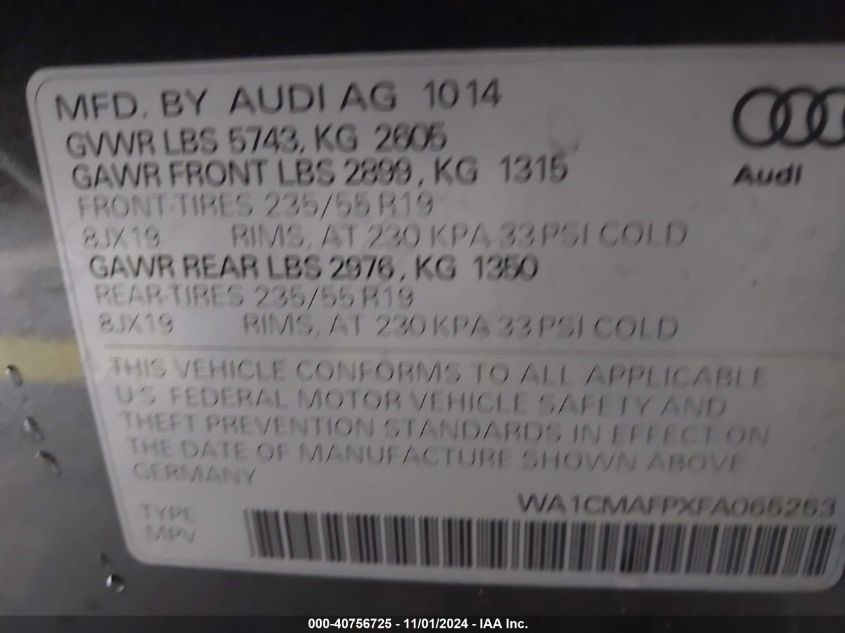 MFD. BY AUDI AG 1014
GVWR LBS 5743, KG 2605
GAWR FRONT LBS 2899, KG 1315
FRONT-TIRES 235/55 R19
8JX19 RIMS, AT 230 KPA 33 PSI COLD
GAWR REAR LBS 2976, KG 1350
REAR-TIRES 235/55 R19
8JX19 RIMS, AT 230 KPA 33 PSI COLD
Audi
THIS VEHICLE CONFORMS TO ALL APPLICABLE
U.S. FEDERAL MOTOR VEHICLE SAFETY AND
THEFT PREVENTION STANDARDS IN EFFECT ON
THE DATE OF MANUFACTURE SHOWN ABOVE
GERMANY
WA1CMAFPXFA065253
TYPE
MPV
000-40756725 - 11/01/2024 - IAA Inc.